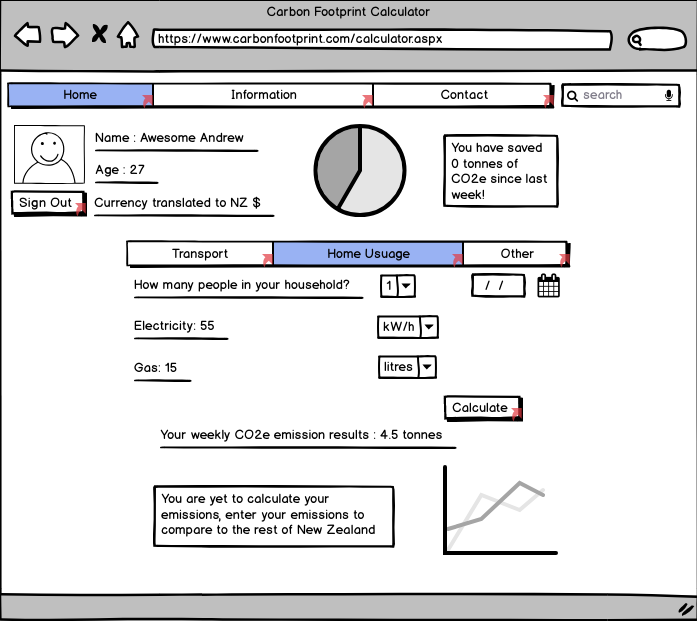 Carbon Footprint Calculator
https://www.carbonfootprint.com/calculator.aspx
Home Information Contact search
Name : Awesome Andrew
Age : 27
Sign Out Currency translated to NZ $
You have saved
0 tonnes of
CO2e since last
week!
Transport Home Usuage Other
How many people in your household? 1 / /
Electricity: 55 kW/h
Gas: 15 litres
Calculate
Your weekly CO2e emission results : 4.5 tonnes
You are yet to calculate your
emissions, enter your emissions to
compare to the rest of New Zealand